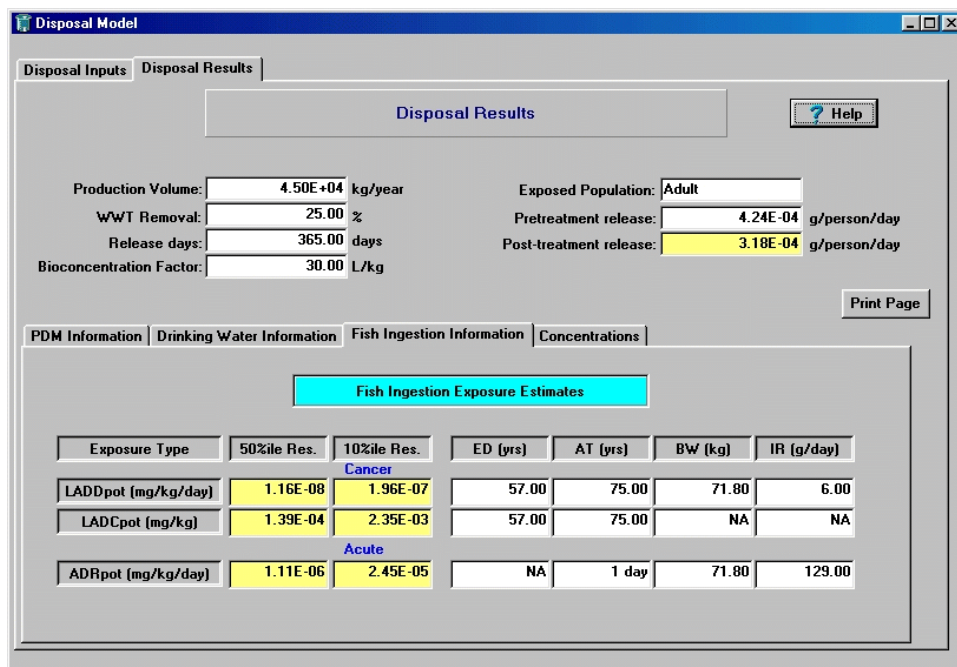 Disposal Model
Disposal Inputs Disposal Results
Disposal Results
? Help
Production Volume: 4.50E+04 kg/year Exposed Population: Adult
WWT Removal: 25.00 % Pretreatment release: 4.24E-04 g/person/day
Release days: 365.00 days Post-treatment release: 3.18E-04 g/person/day
Bioconcentration Factor: 30.00 L/kg
Print Page
PDM Information Drinking Water Information Fish Ingestion Information Concentrations
Fish Ingestion Exposure Estimates
Exposure Type 50%ile Res. 10%ile Res. ED (yrs) AT (yrs) BW (kg) IR (g/day)
Cancer
LADDpot (mg/kg/day) 1.16E-08 1.96E-07 57.00 75.00 71.80 6.00
LADCpot (mg/kg) 1.39E-04 2.35E-03 57.00 75.00 NA NA
Acute
ADRpot (mg/kg/day) 1.11E-06 2.45E-05 NA 1 day 71.80 129.00